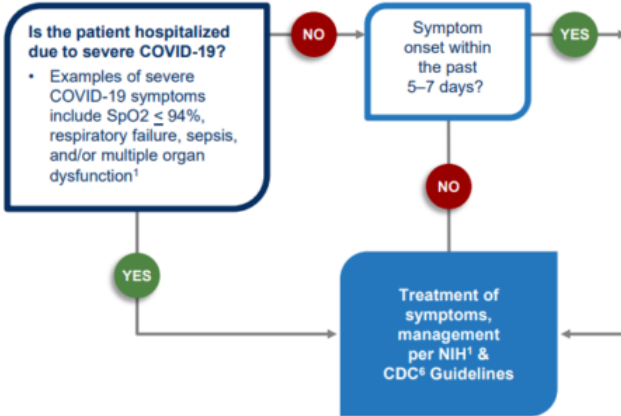 Is the patient hospitalized
due to severe COVID-19?
• Examples of severe
COVID-19 symptoms
include SpO2 ≤ 94%,
respiratory failure, sepsis,
and/or multiple organ
dysfunction¹
NO
Symptom
onset within
the past
5–7 days?
YES
NO
YES
Treatment of
symptoms,
management
per NIH¹ &
CDC⁶ Guidelines